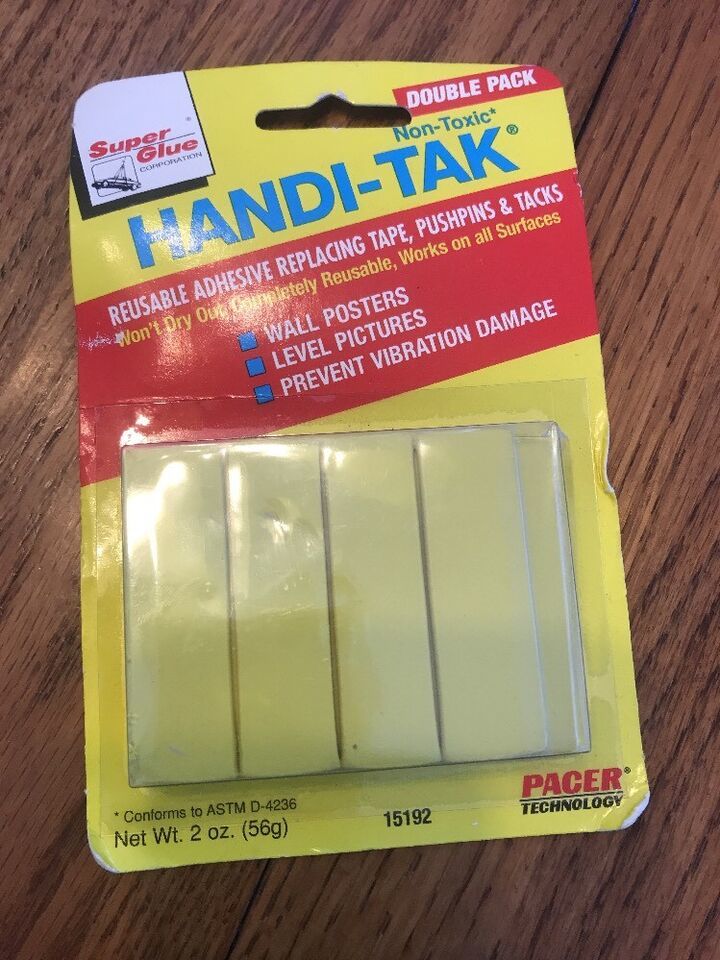 DOUBLE PACK
Super Glue
CORPORATION
Non-Toxic*
HANDI-TAK®
REUSABLE ADHESIVE REPLACING TAPE, PUSHPINS & TACKS
Won't Dry Out, Completely Reusable, Works on all Surfaces
WALL POSTERS
LEVEL PICTURES
PREVENT VIBRATION DAMAGE
* Conforms to ASTM D-4236
Net Wt. 2 oz. (56g)
15192
PACER®
TECHNOLOGY